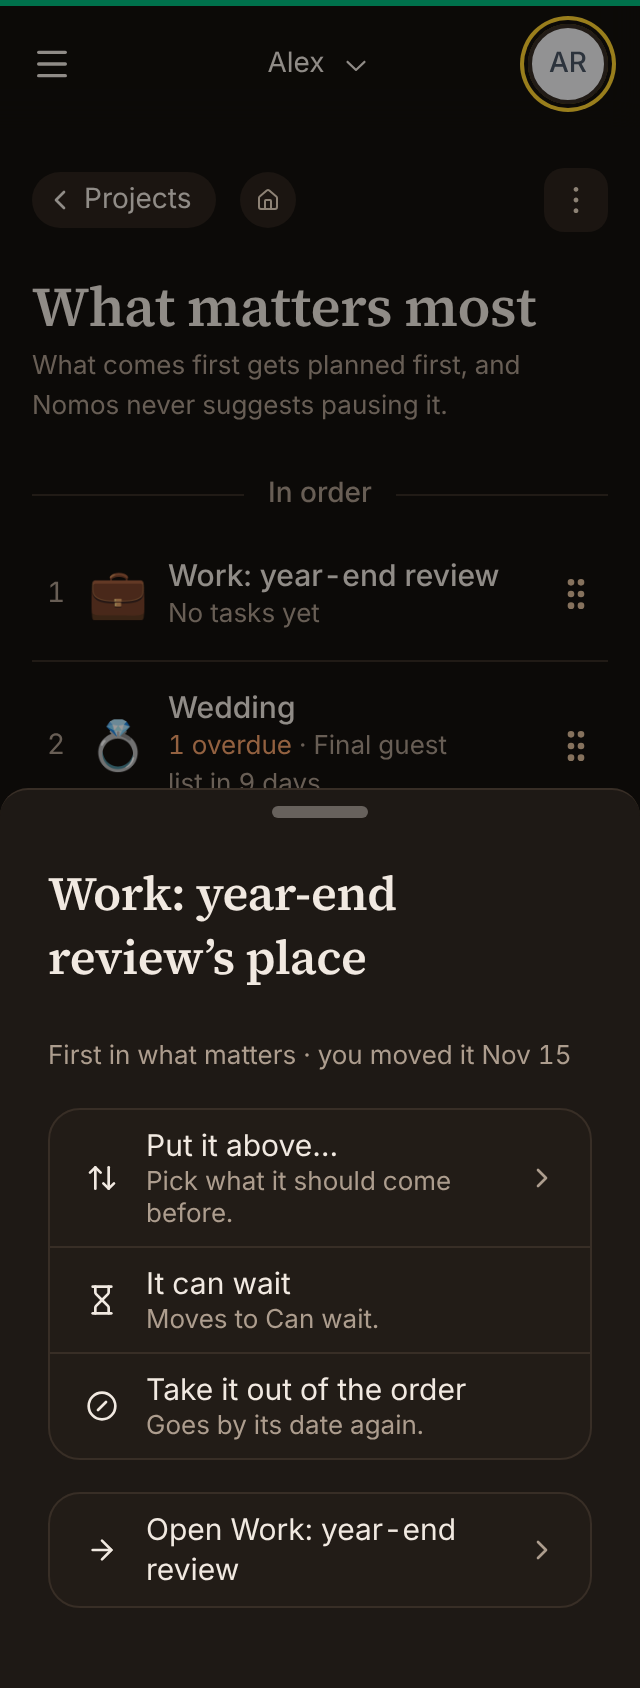 Alex
AR
Projects
What matters most
What comes first gets planned first, and
Nomos never suggests pausing it.
In order
1
Work: year-end review
No tasks yet
2
Wedding
1 overdue · Final guest
list in 9 days
Work: year-end
review’s place
First in what matters · you moved it Nov 15
Put it above…
Pick what it should come
before.
It can wait
Moves to Can wait.
Take it out of the order
Goes by its date again.
Open Work: year-end
review